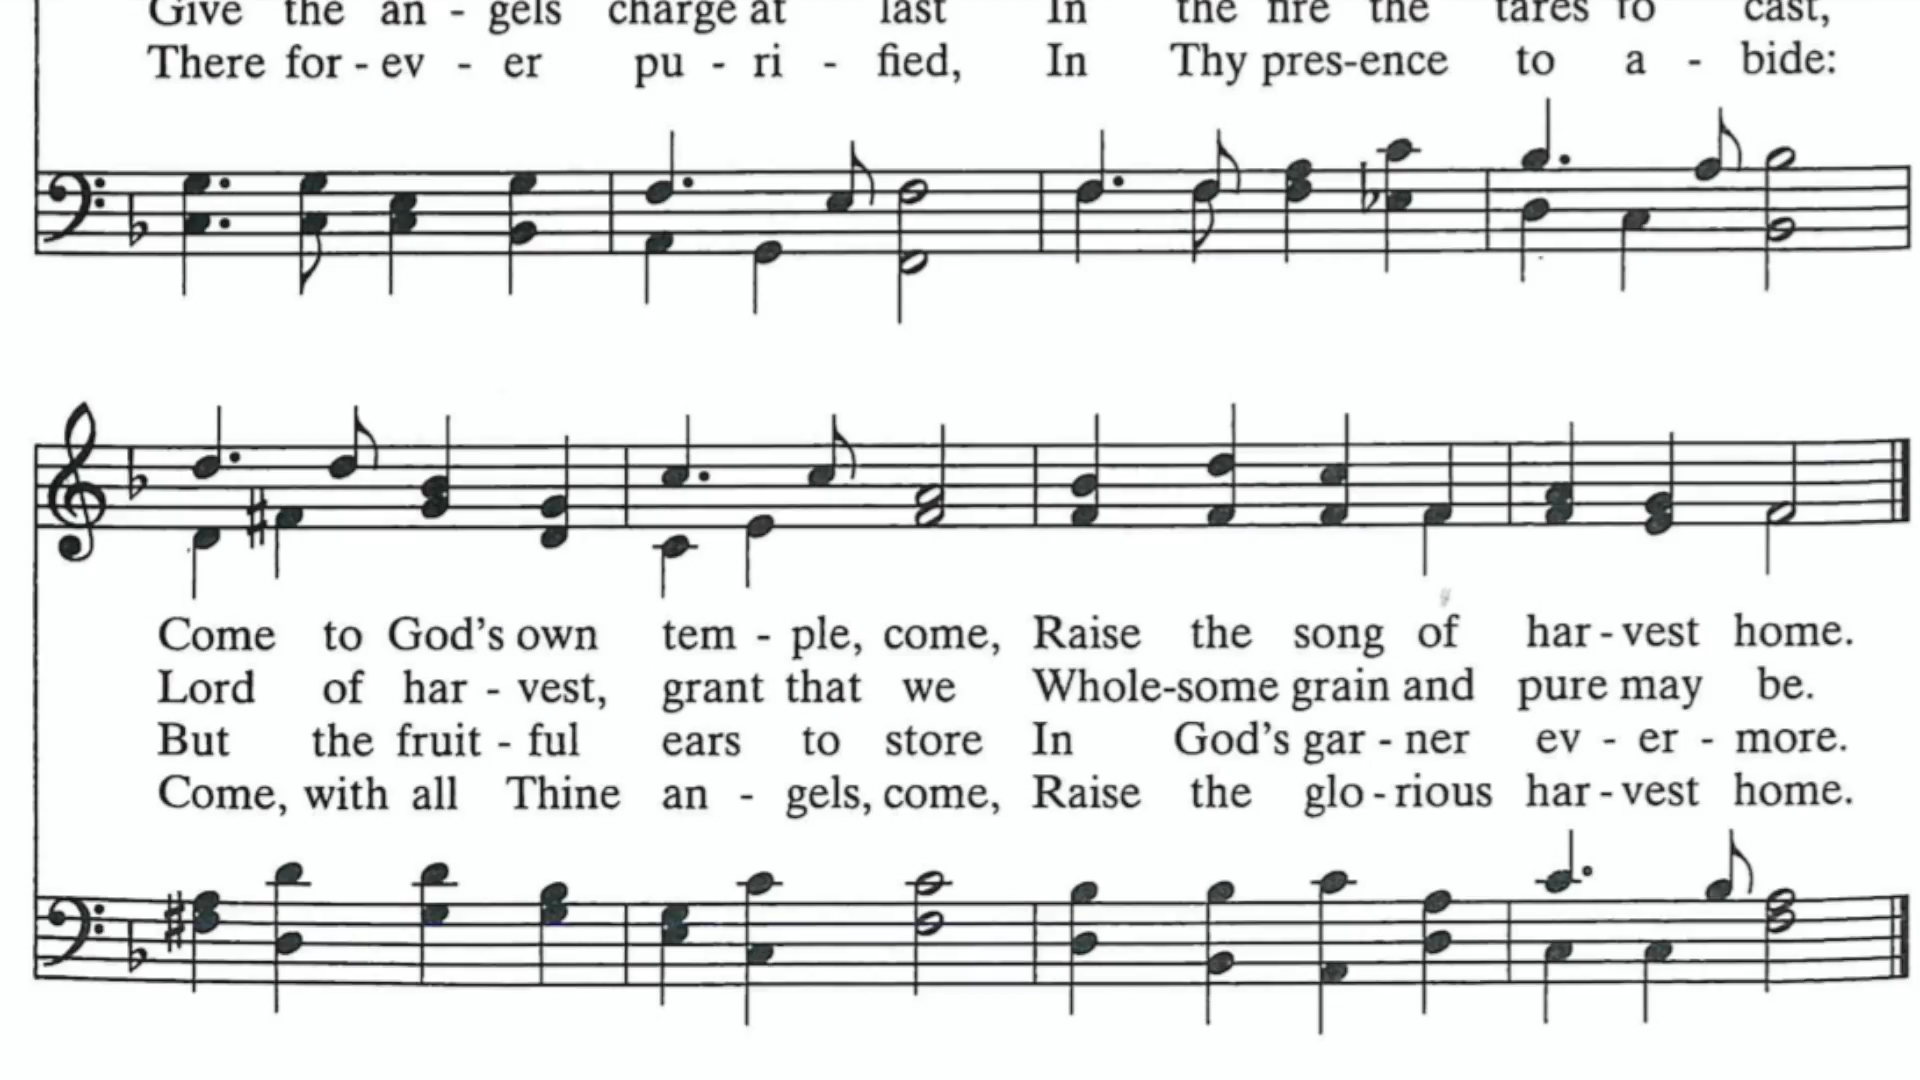 Give the an - gels charge at last In the fire the tares to cast,
There for - ev - er pu - ri - fied, In Thy pres-ence to a - bide:
Come to God's own tem - ple, come, Raise the song of har - vest home.
Lord of har - vest, grant that we Whole-some grain and pure may be.
But the fruit - ful ears to store In God's gar - ner ev - er - more.
Come, with all Thine an - gels, come, Raise the glo - rious har - vest home.